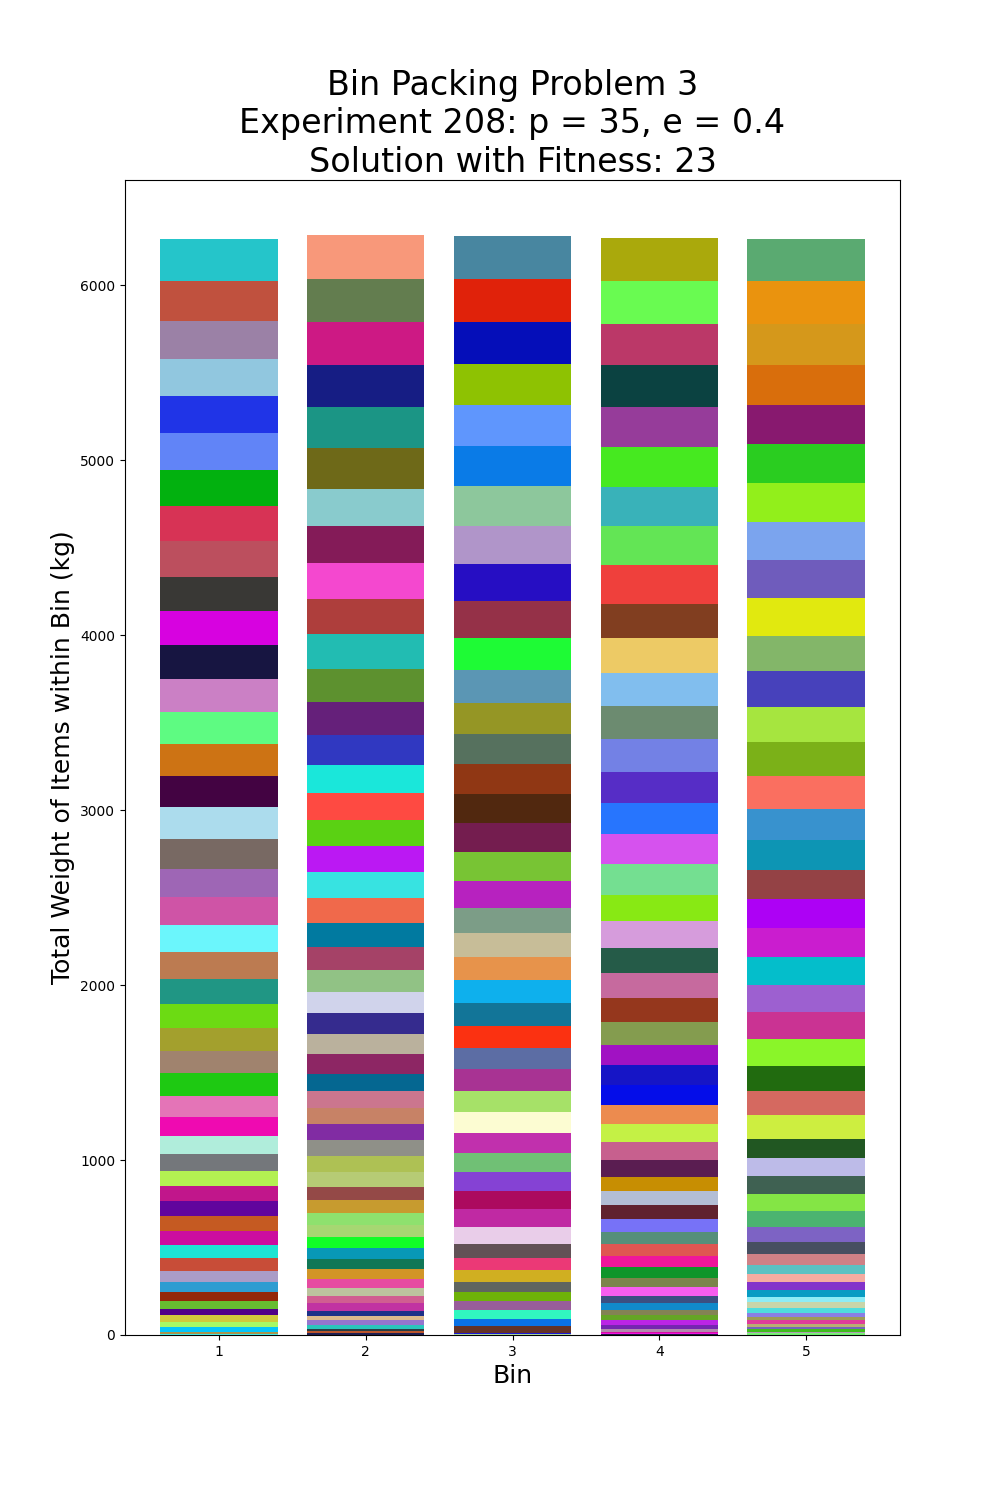 Bin Packing Problem 3
Experiment 208: p = 35, e = 0.4
Solution with Fitness: 23
Total Weight of Items within Bin (kg)
6000
5000
4000
3000
2000
1000
0
1 2 3 4 5
Bin